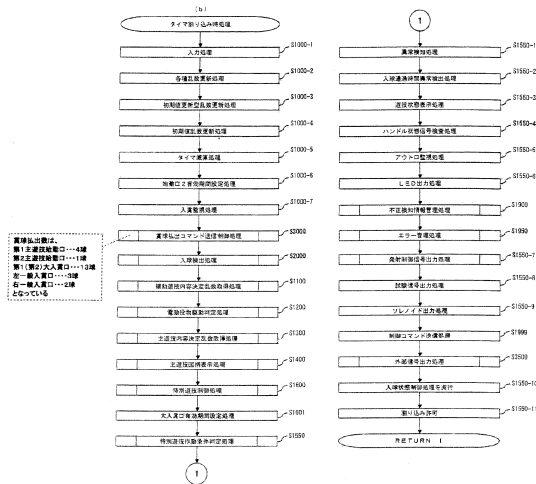 (b)
タイマ割り込み時処理
S1000-1
入力処理
S1000-2
各種乱数更新処理
S1000-3
初期値更新型乱数更新処理
S1000-4
初期値乱数更新処理
S1000-5
タイマ減算処理
S1000-6
始動口2有効期間設定処理
S1000-7
入賞監視処理
S3000
賞球払出コマンド送信制御処理
賞球払出数は、
第1主遊技始動口・・・4球
第2主遊技始動口・・・1球
第1(第2)大入賞口・・・13球
左一般入賞口・・・3球
右一般入賞口・・・2球
となっている
S2000
入球検出処理
S1100
補助遊技内容決定乱数取得処理
S1200
電動役物駆動判定処理
S1300
主遊技内容決定乱数取得処理
S1400
主遊技図柄表示処理
S1600
特別遊技制御処理
S1601
大入賞口有効期間設定処理
S1550
特別遊技作動条件判定処理
1
1
S1550-1
異常検知処理
S1550-2
入球通過時間異常検出処理
S1550-3
遊技状態表示処理
S1550-4
ハンドル状態信号検査処理
S1550-5
アウト口監視処理
S1550-6
LED出力処理
S1900
不正検知情報管理処理
S1950
エラー管理処理
S1550-7
発射制御信号出力処理
S1550-8
試験信号出力処理
S1550-9
ソレノイド出力処理
S1999
制御コマンド送信処理
S3500
外部信号出力処理
S1550-10
入球状態制御処理を実行
S1550-11
割り込み許可
RETURN